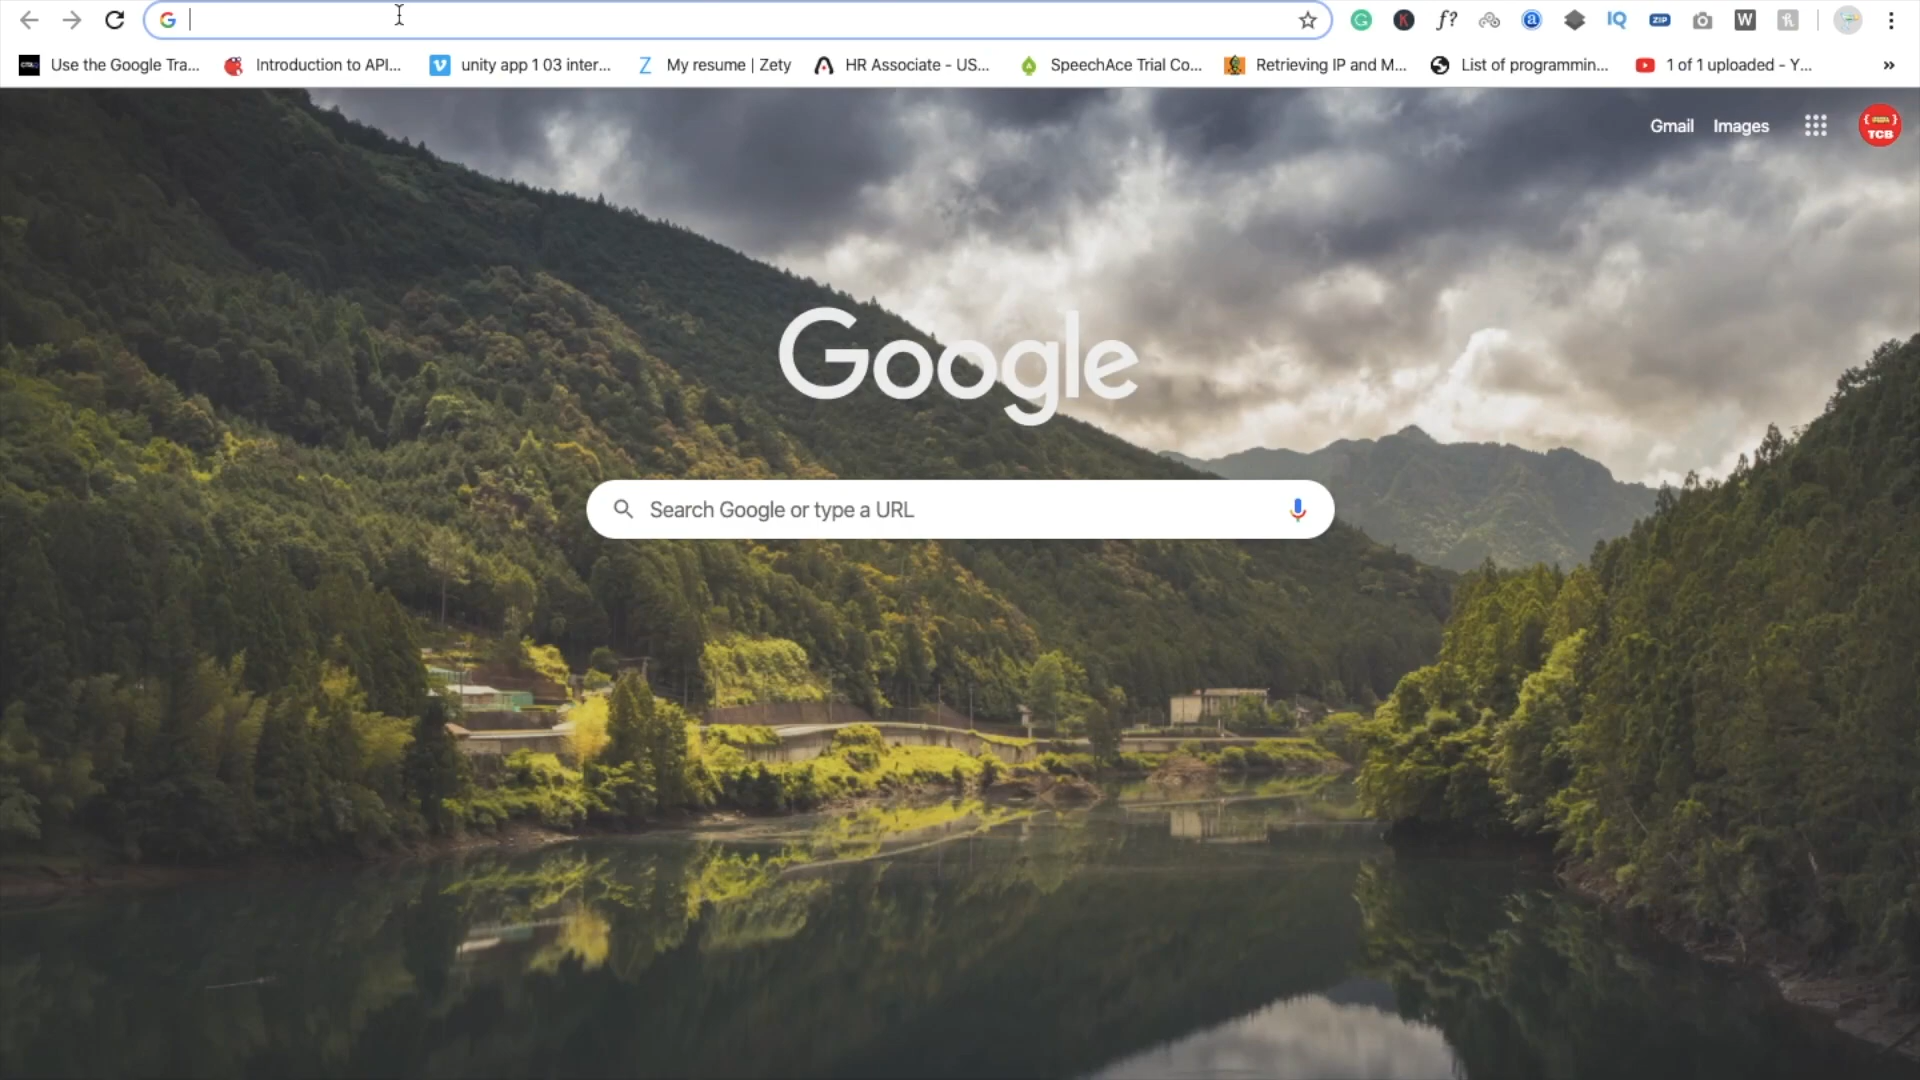 Use the Google Tra... Introduction to API... unity app 1 03 inter... My resume | Zety HR Associate - US... SpeechAce Trial Co... Retrieving IP and M... List of programmin... 1 of 1 uploaded - Y... »
Gmail Images
TCB
Google
Search Google or type a URL